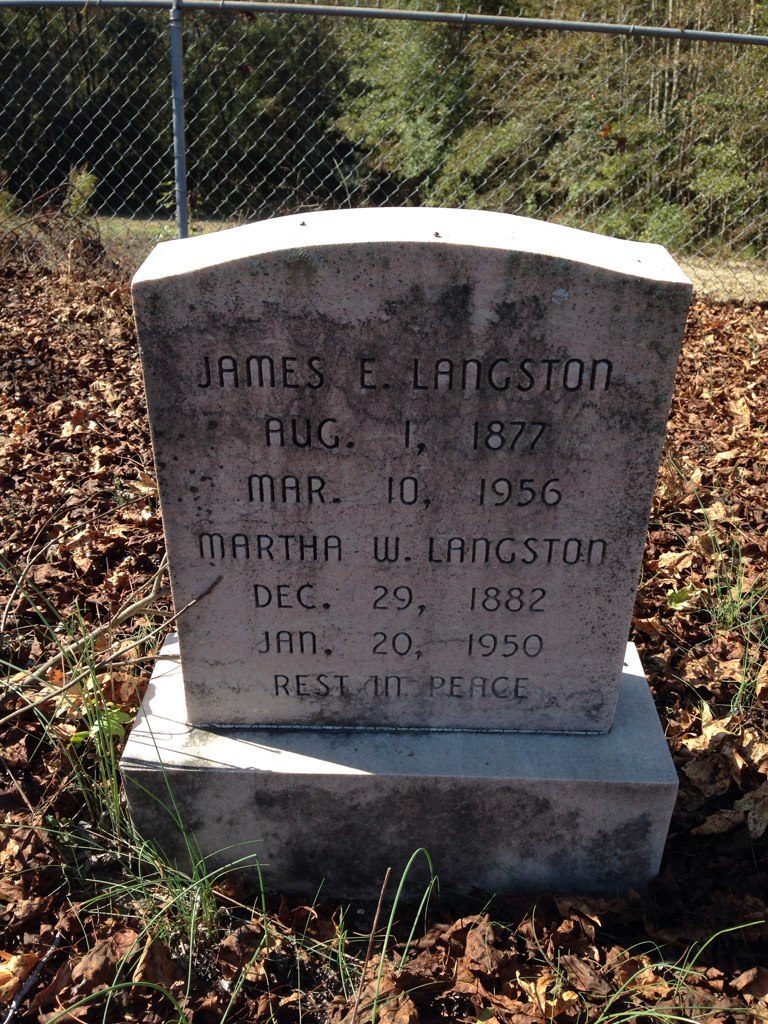 JAMES E. LANGSTON
AUG. 1, 1877
MAR. 10, 1956
MARTHA W. LANGSTON
DEC. 29, 1882
JAN. 20, 1950
REST IN PEACE